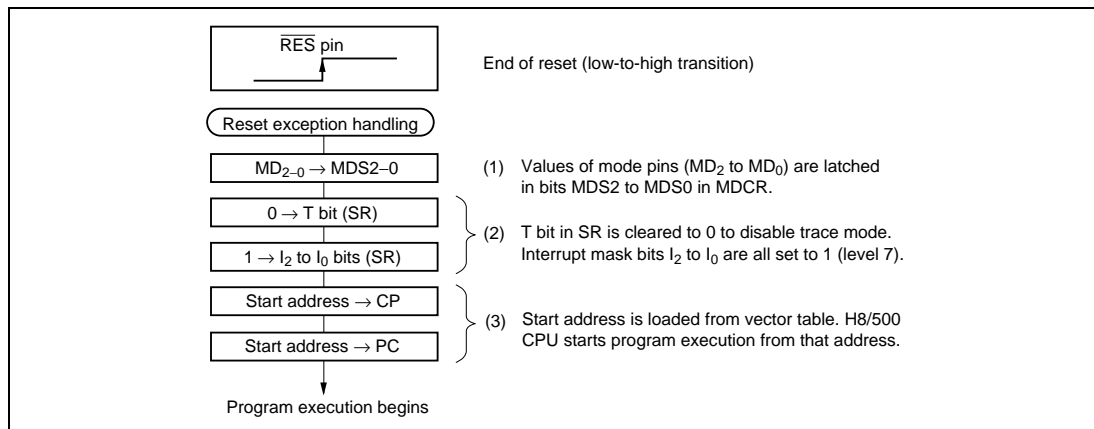 RES pin
End of reset (low-to-high transition)
Reset exception handling
MD2–0 → MDS2–0
(1) Values of mode pins (MD2 to MD0) are latched
in bits MDS2 to MDS0 in MDCR.
0 → T bit (SR)
1 → I2 to I0 bits (SR)
(2) T bit in SR is cleared to 0 to disable trace mode.
Interrupt mask bits I2 to I0 are all set to 1 (level 7).
Start address → CP
Start address → PC
(3) Start address is loaded from vector table. H8/500
CPU starts program execution from that address.
Program execution begins